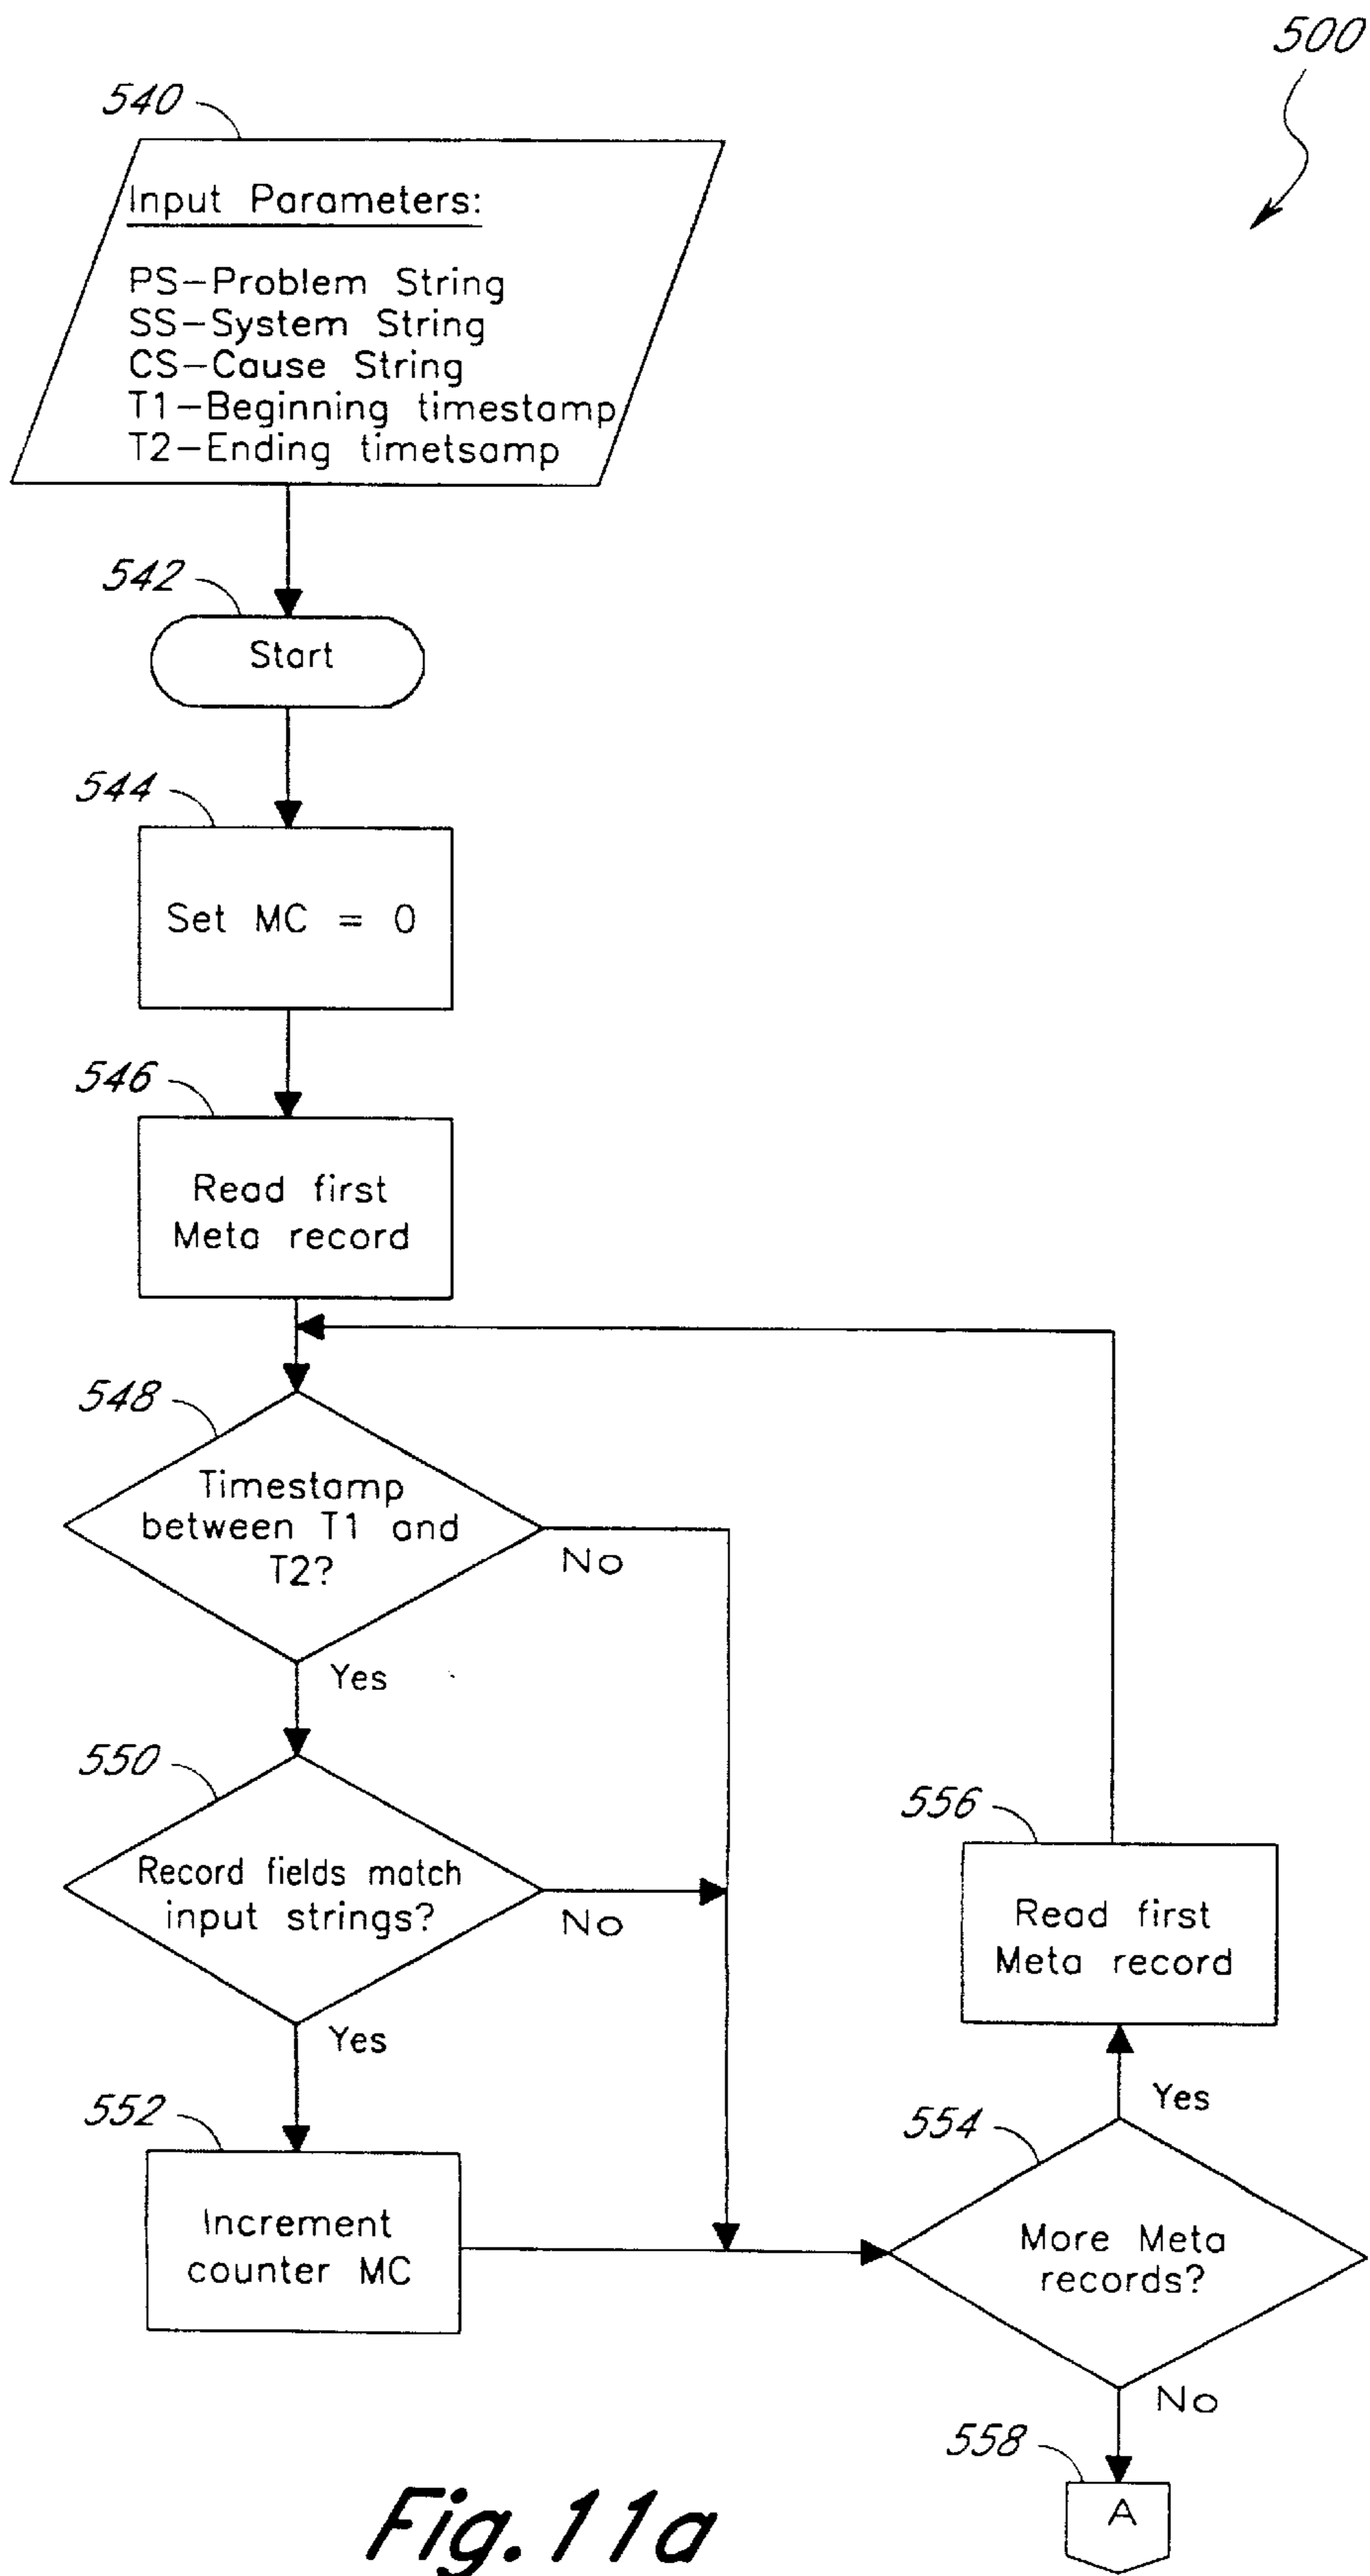 500
540
Input Parameters:
PS-Problem String
SS-System String
CS-Cause String
T1-Beginning timestamp
T2-Ending timetsamp
542
Start
544
Set MC = 0
546
Read first
Meta record
548
Timestamp
between T1 and
T2?
No
Yes
550
Record fields match
input strings?
No
Yes
552
Increment
counter MC
556
Read first
Meta record
Yes
554
More Meta
records?
No
558
A
Fig. 11a